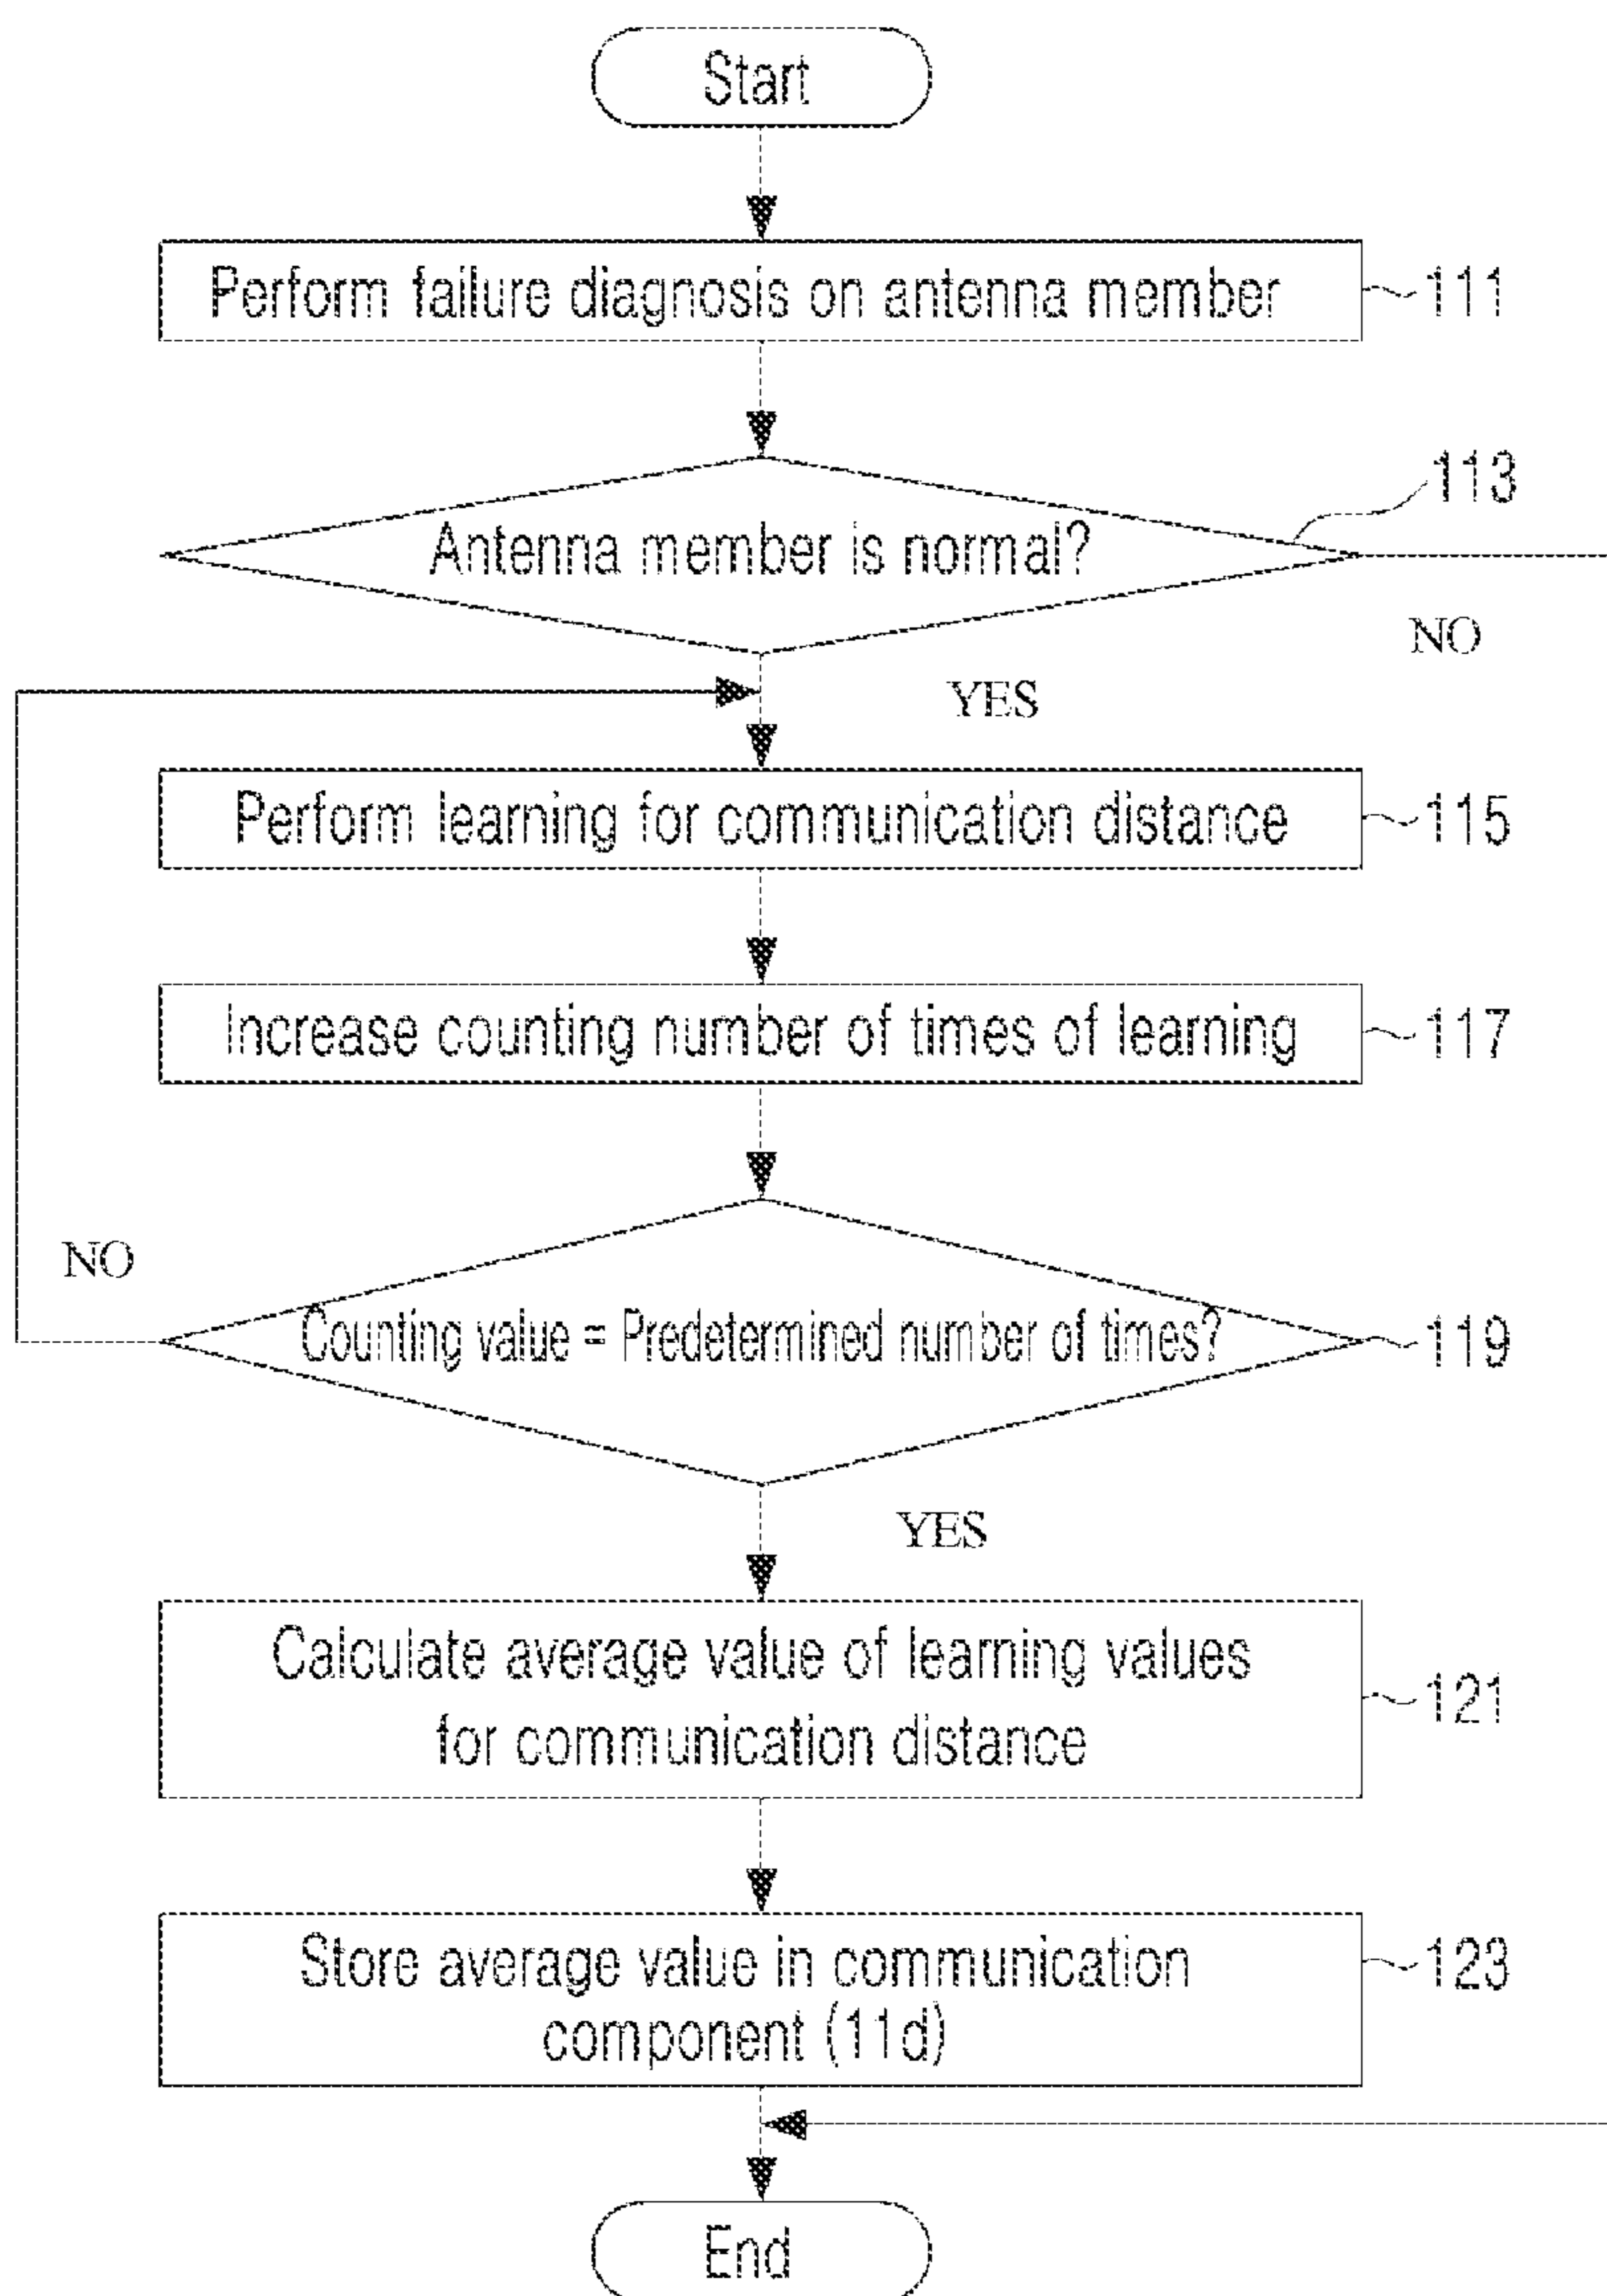 Start
Perform failure diagnosis on antenna member
111
113
Antenna member is normal?
NO
YES
Perform learning for communication distance
115
Increase counting number of times of learning
117
NO
Counting value = Predetermined number of times?
119
YES
Calculate average value of learning values
for communication distance
121
Store average value in communication
component (11d)
123
End